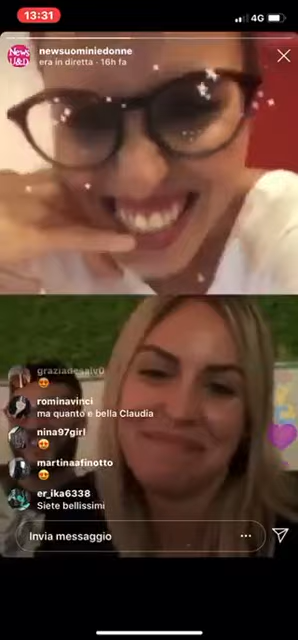 13:31
4G
News
U&D
newsuominiedonne
era in diretta · 16h fa
graziadesalv0
😍
rominavinci
ma quanto e bella Claudia
nina97girl
😍
martinaafinotto
😍
er_ika6338
Siete bellissimi
Invia messaggio